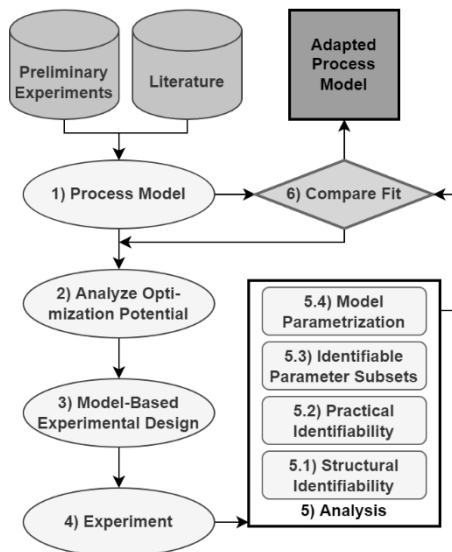 Preliminary
Experiments
Literature
Adapted
Process
Model
1) Process Model
6) Compare Fit
2) Analyze Opti-
mization Potential
3) Model-Based
Experimental Design
4) Experiment
5.4) Model
Parametrization
5.3) Identifiable
Parameter Subsets
5.2) Practical
Identifiability
5.1) Structural
Identifiability
5) Analysis